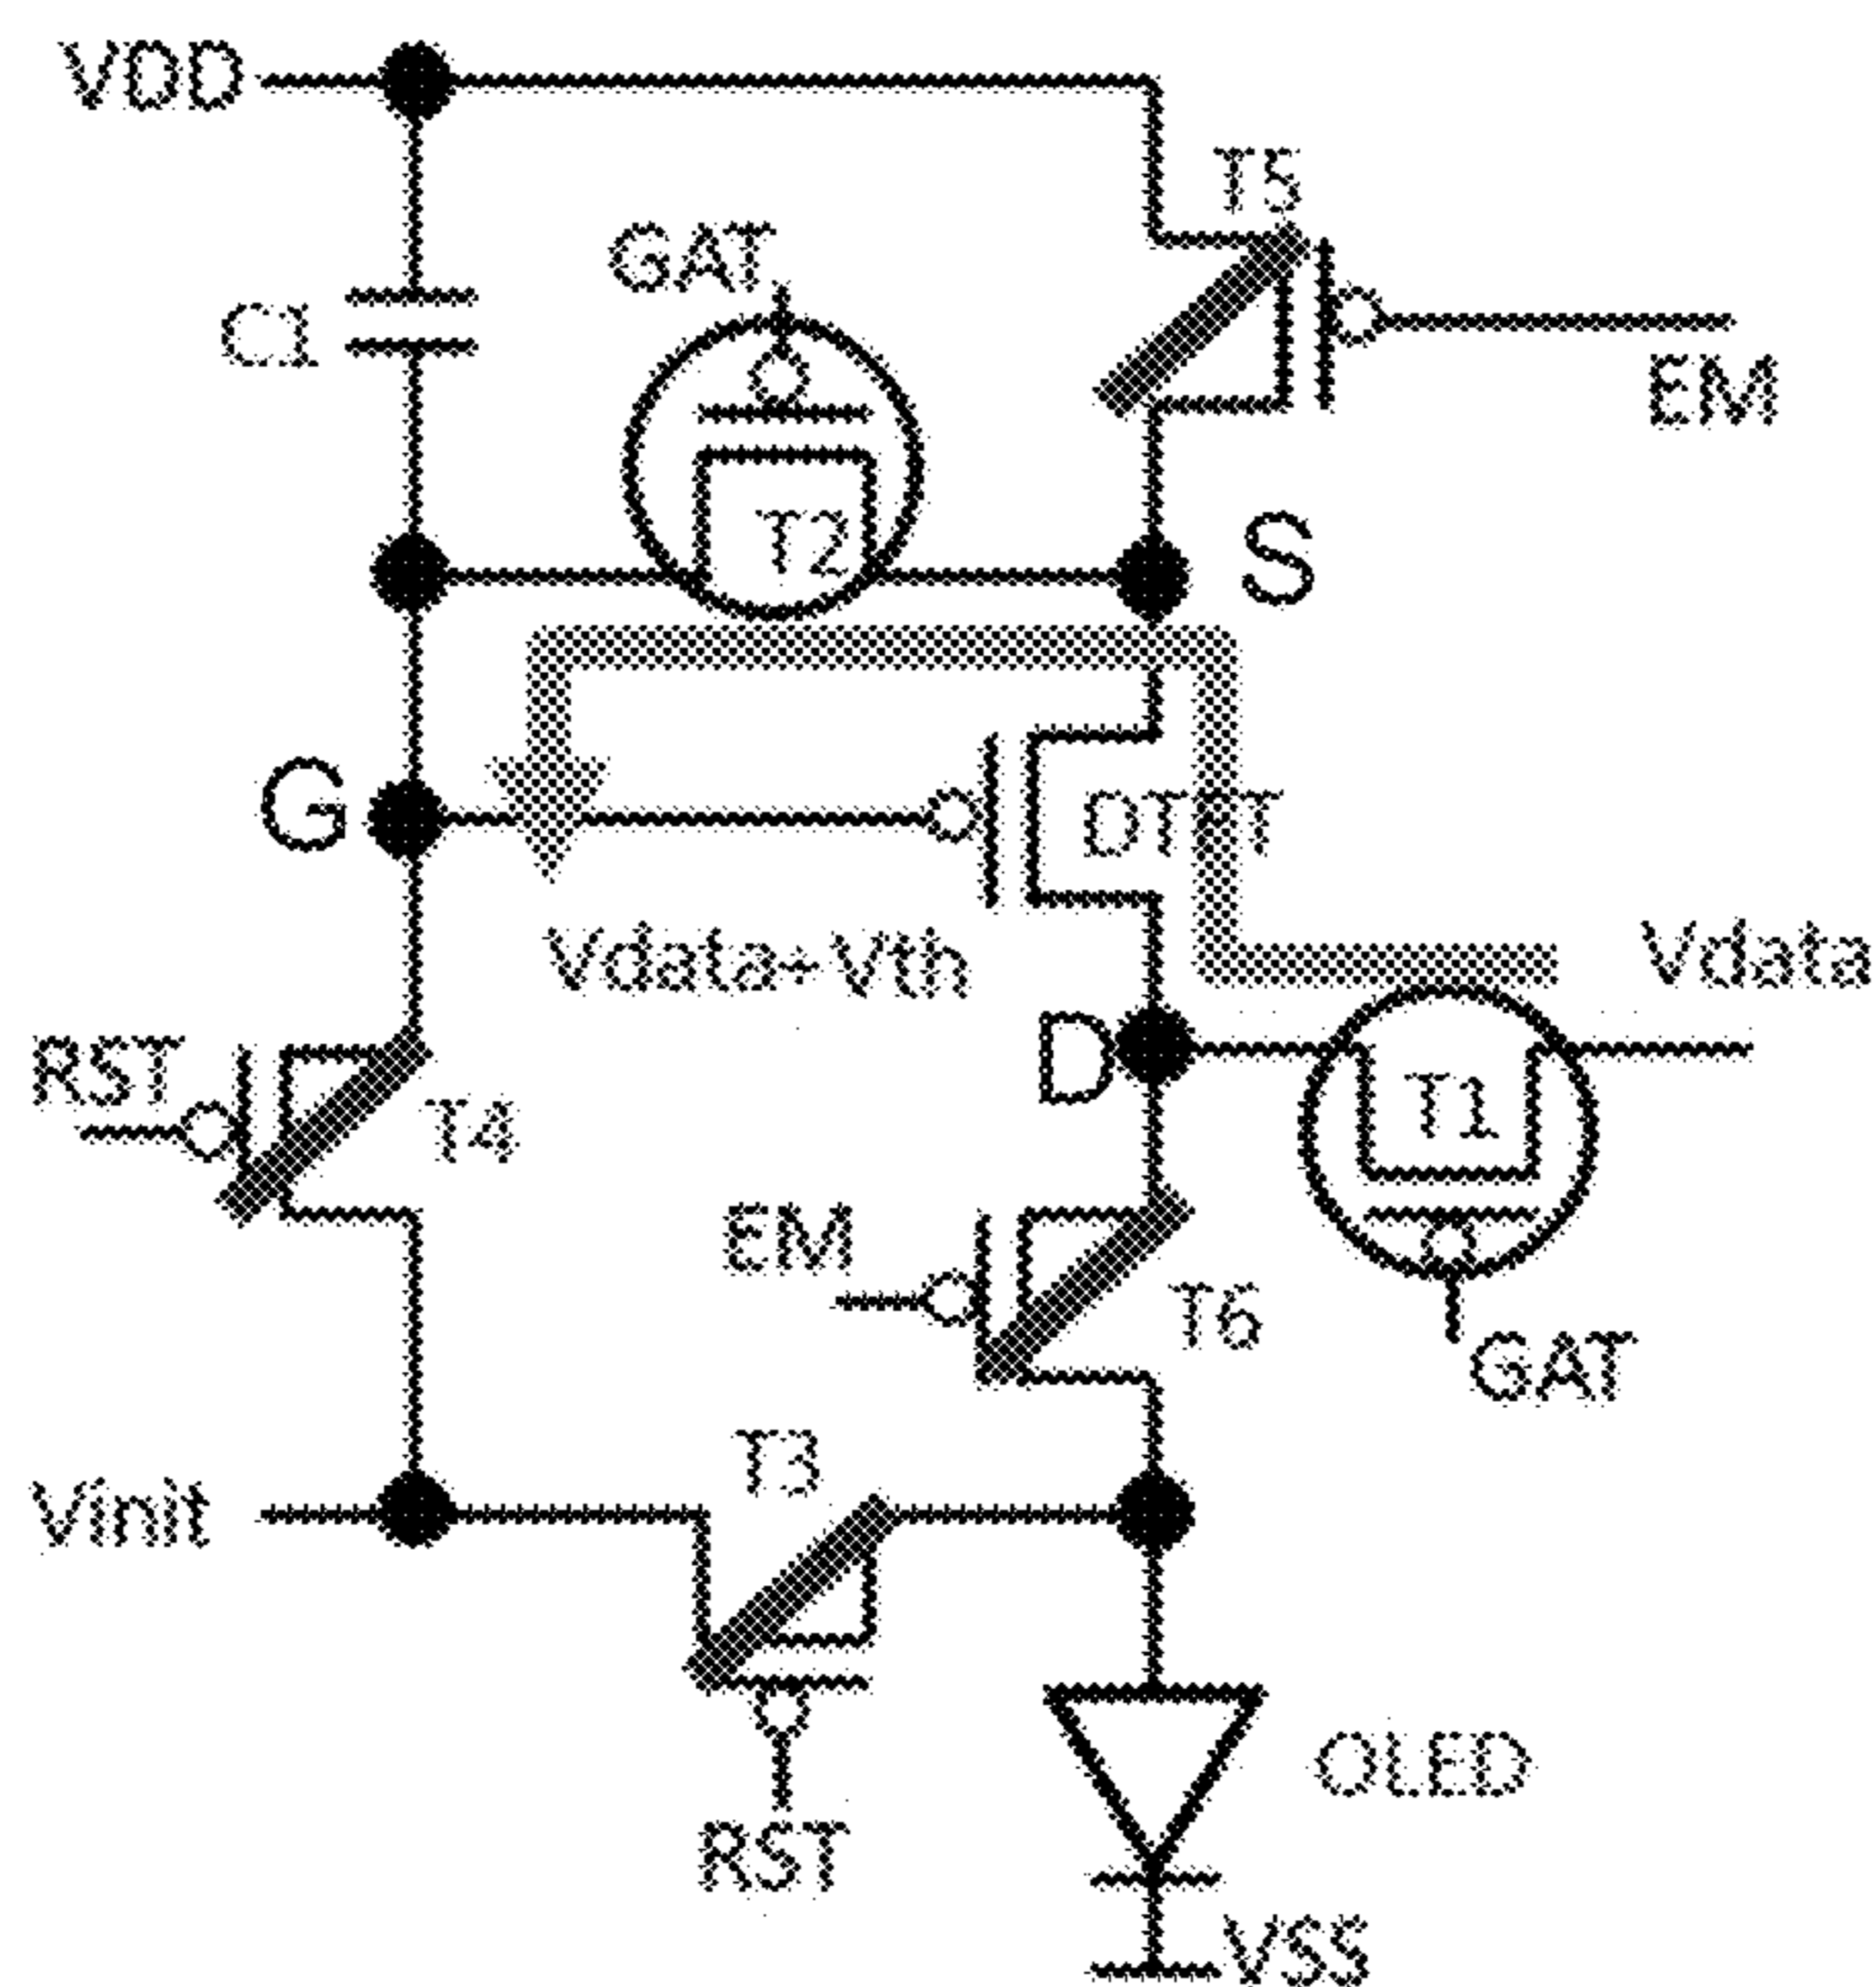 VDD
T5
GAT
C1
EM
T2
S
G
DTFT
Vdata+Vth
Vdata
D
RST
T1
T4
EM
T6
GAT
T3
Vinit
OLED
RST
VSS